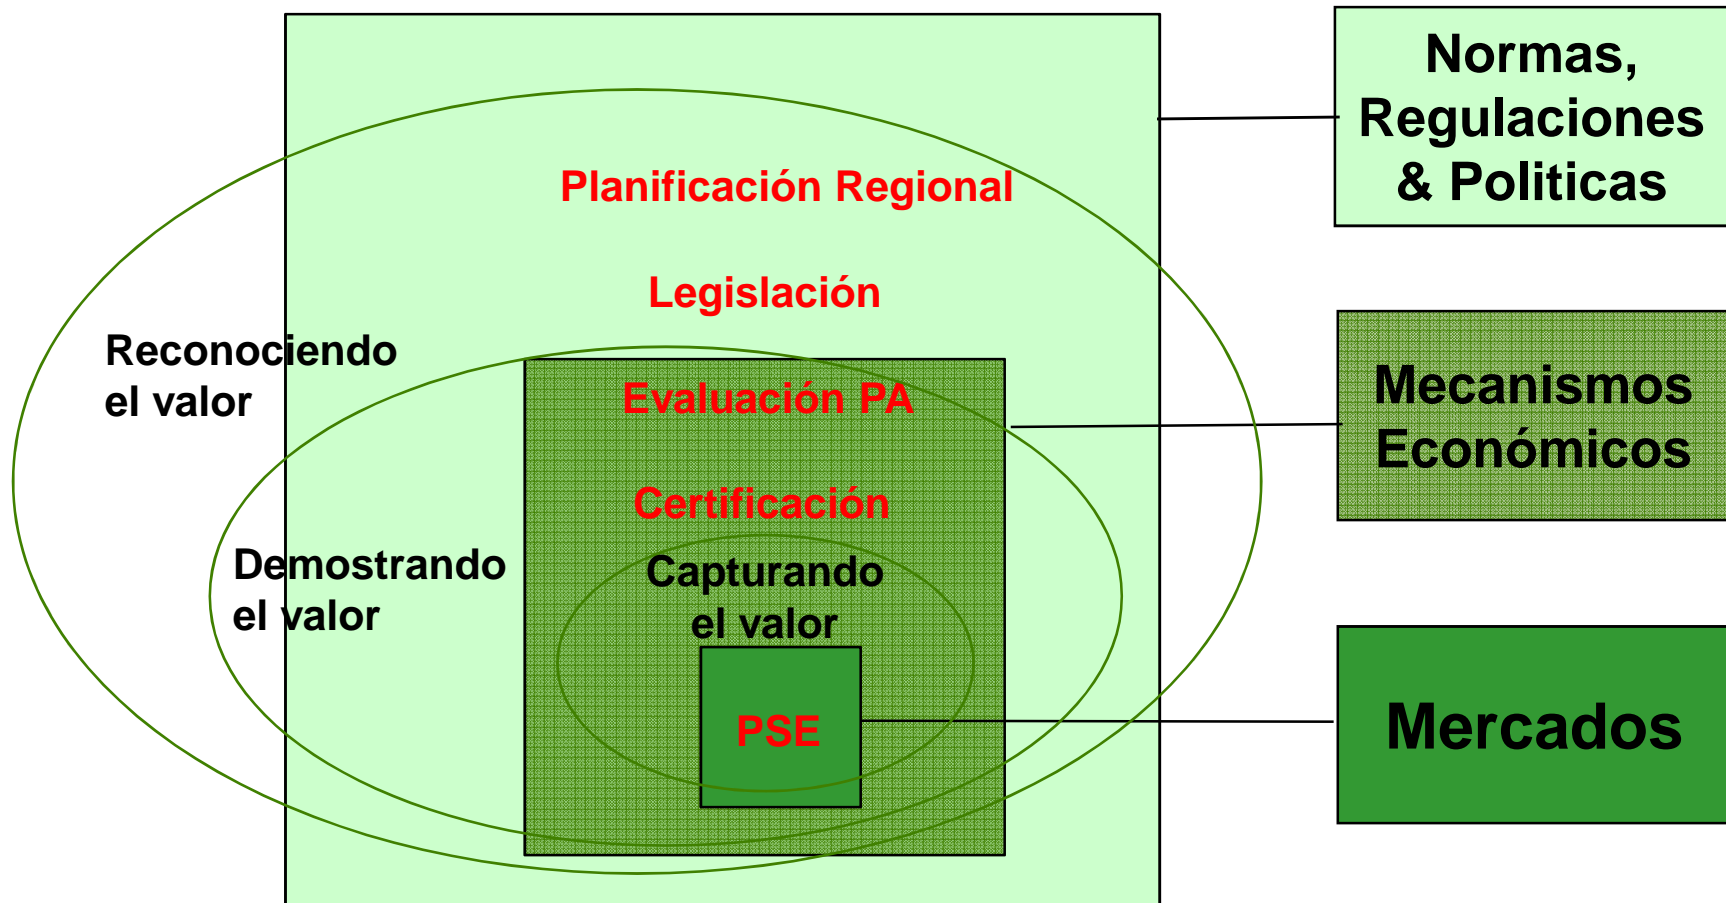 Normas,
Regulaciones
& Politicas
Planificación Regional
Legislación
Reconociendo
el valor
Evaluación PA
Mecanismos
Económicos
Certificación
Demostrando
el valor
Capturando
el valor
PSE
Mercados